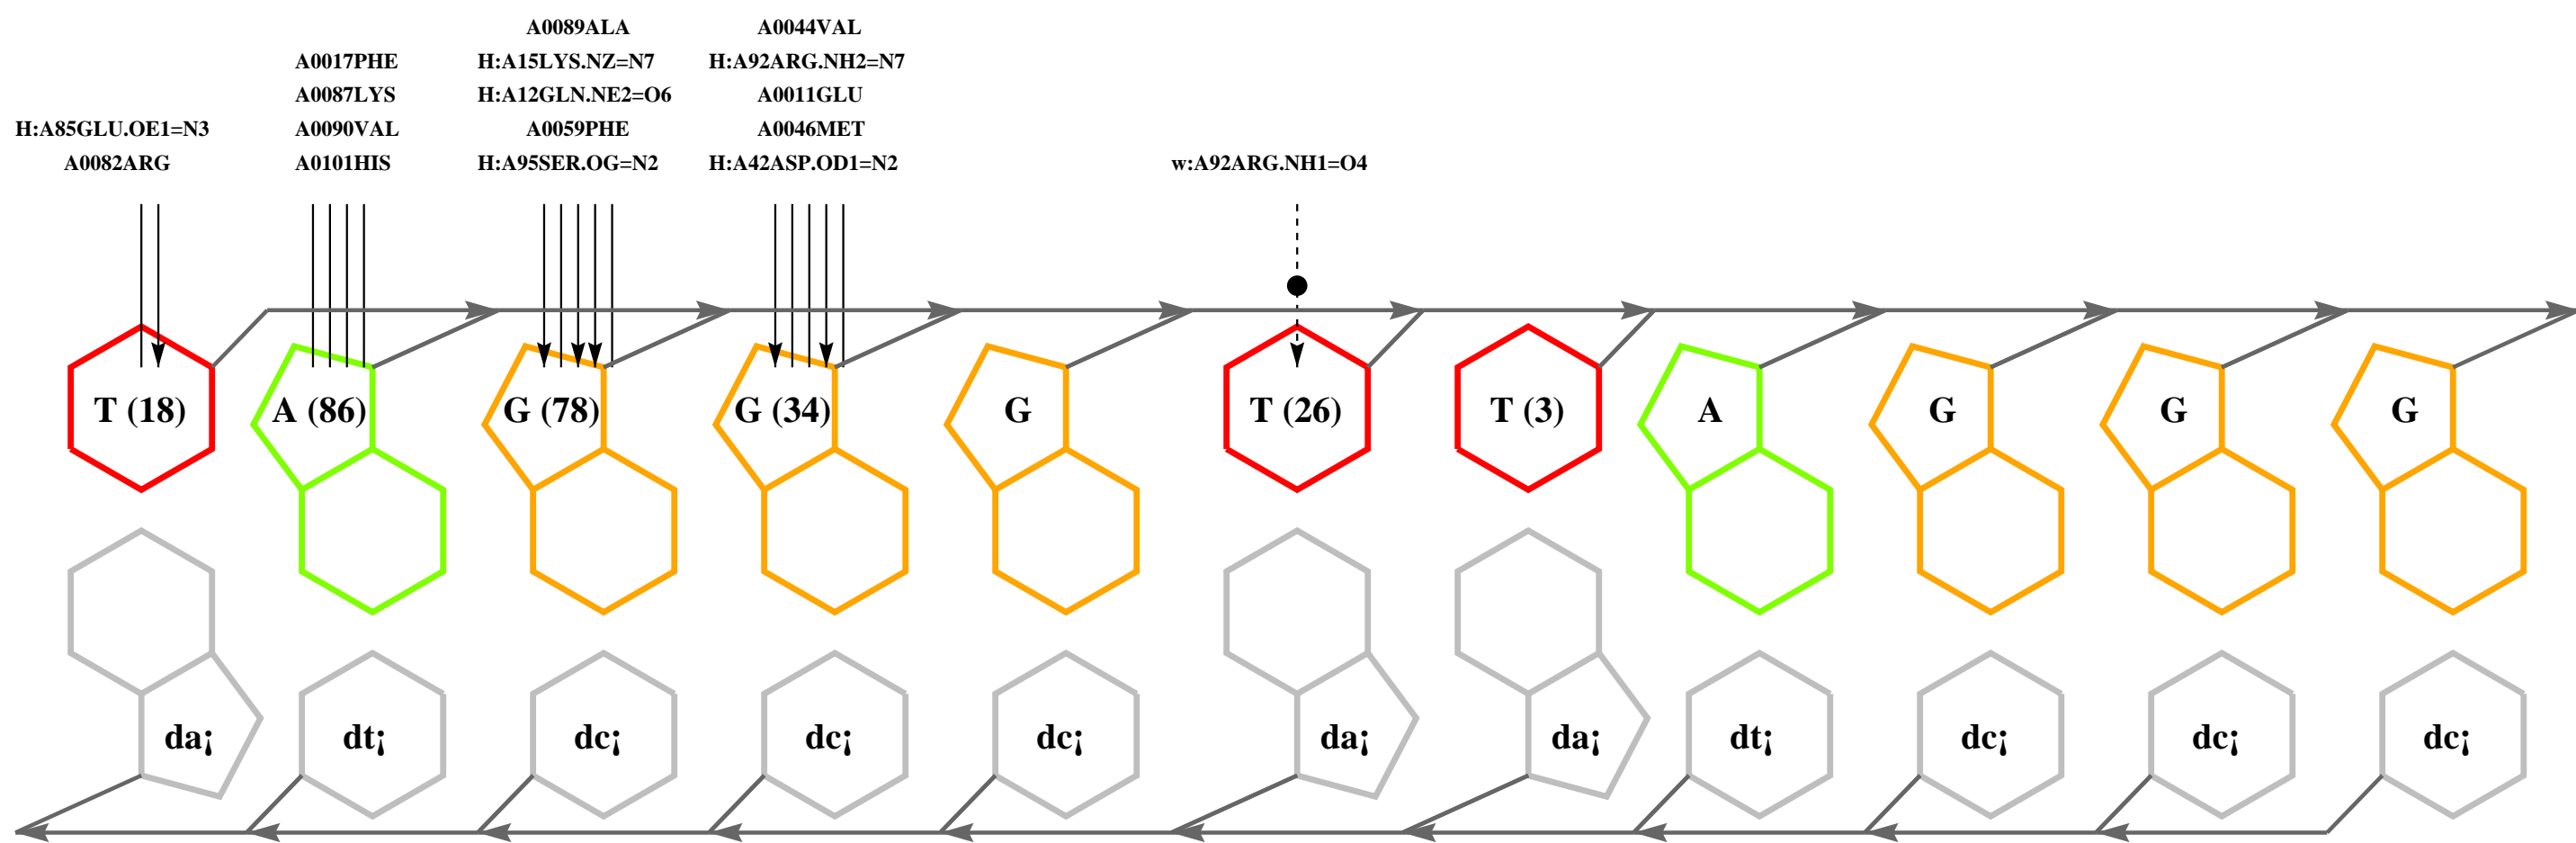 A0089ALA A0044VAL
A0017PHE H:A15LYS.NZ=N7 H:A92ARG.NH2=N7
A0087LYS H:A12GLN.NE2=O6 A0011GLU
H:A85GLU.OE1=N3 A0090VAL A0059PHE A0046MET
A0082ARG A0101HIS H:A95SER.OG=N2 H:A42ASP.OD1=N2 w:A92ARG.NH1=O4
T (18) A (86) G (78) G (34) G T (26) T (3) A G G G
da¡ dt¡ dc¡ dc¡ dc¡ da¡ da¡ dt¡ dc¡ dc¡ dc¡